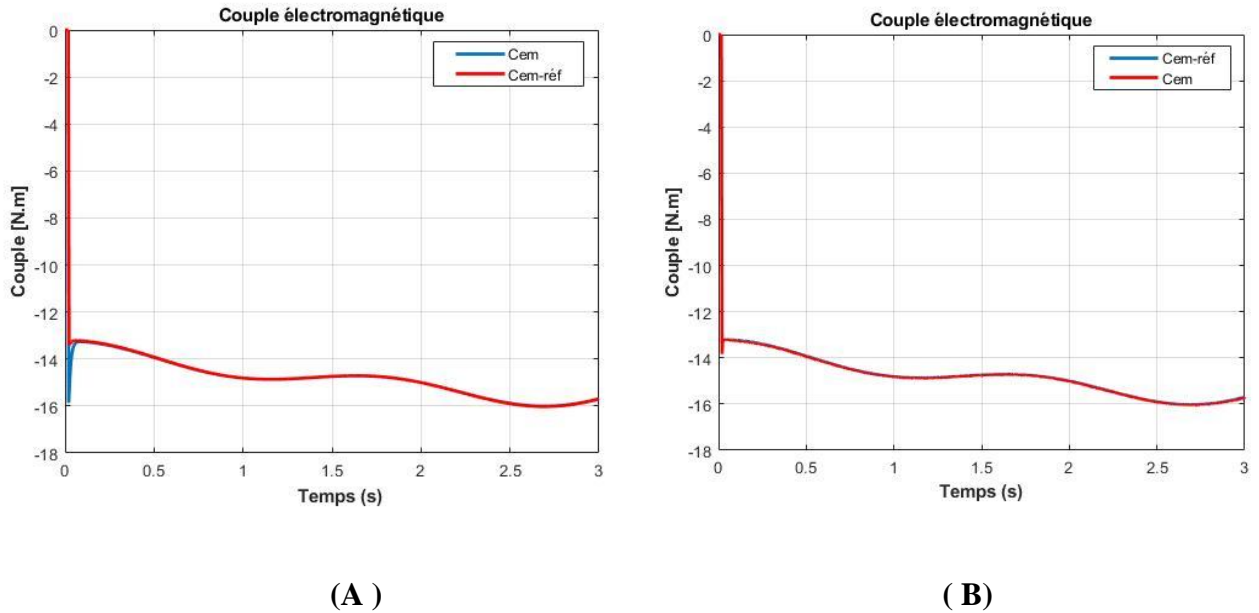 Couple électromagnétique
Cem
Cem-réf
0
-2
-4
-6
-8
-10
-12
-14
-16
-18
Couple [N.m]
0
0.5
1
1.5
2
2.5
3
Temps (s)
(A )
Couple électromagnétique
Cem-réf
Cem
0
-2
-4
-6
-8
-10
-12
-14
-16
-18
Couple [N.m]
0
0.5
1
1.5
2
2.5
3
Temps (s)
( B)